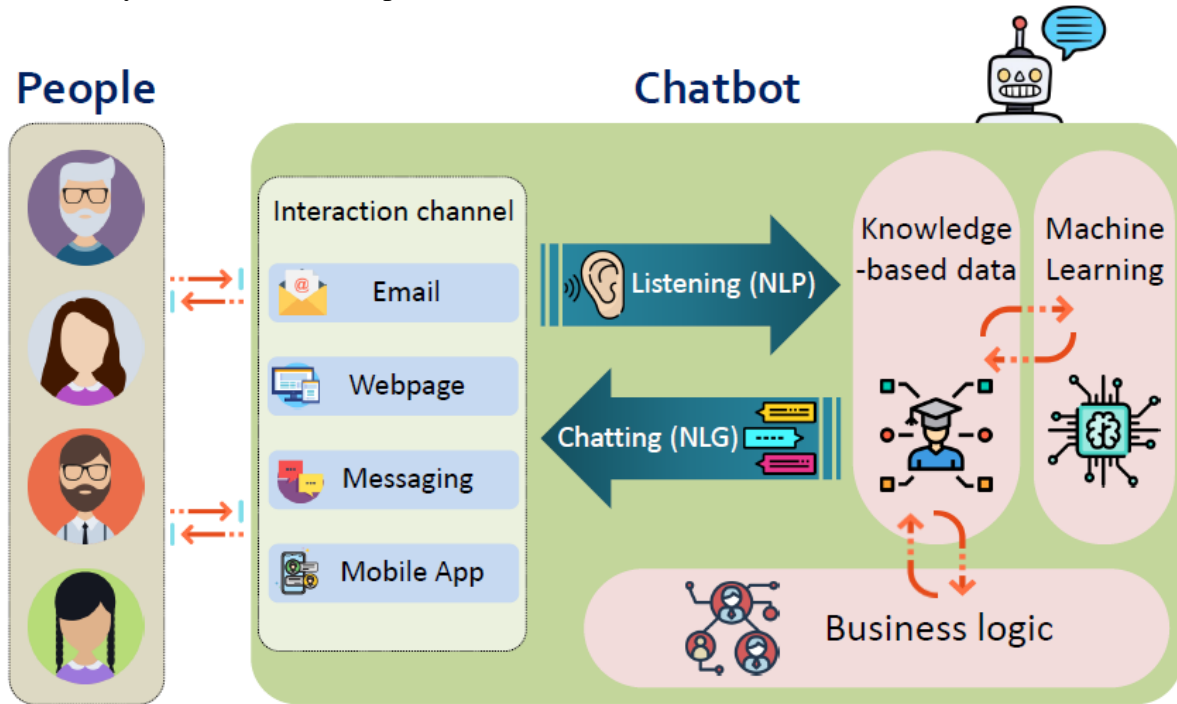 People
Chatbot
Interaction channel
Email
Webpage
Messaging
Mobile App
Listening (NLP)
Chatting (NLG)
Knowledge
-based data
Machine
Learning
Business logic